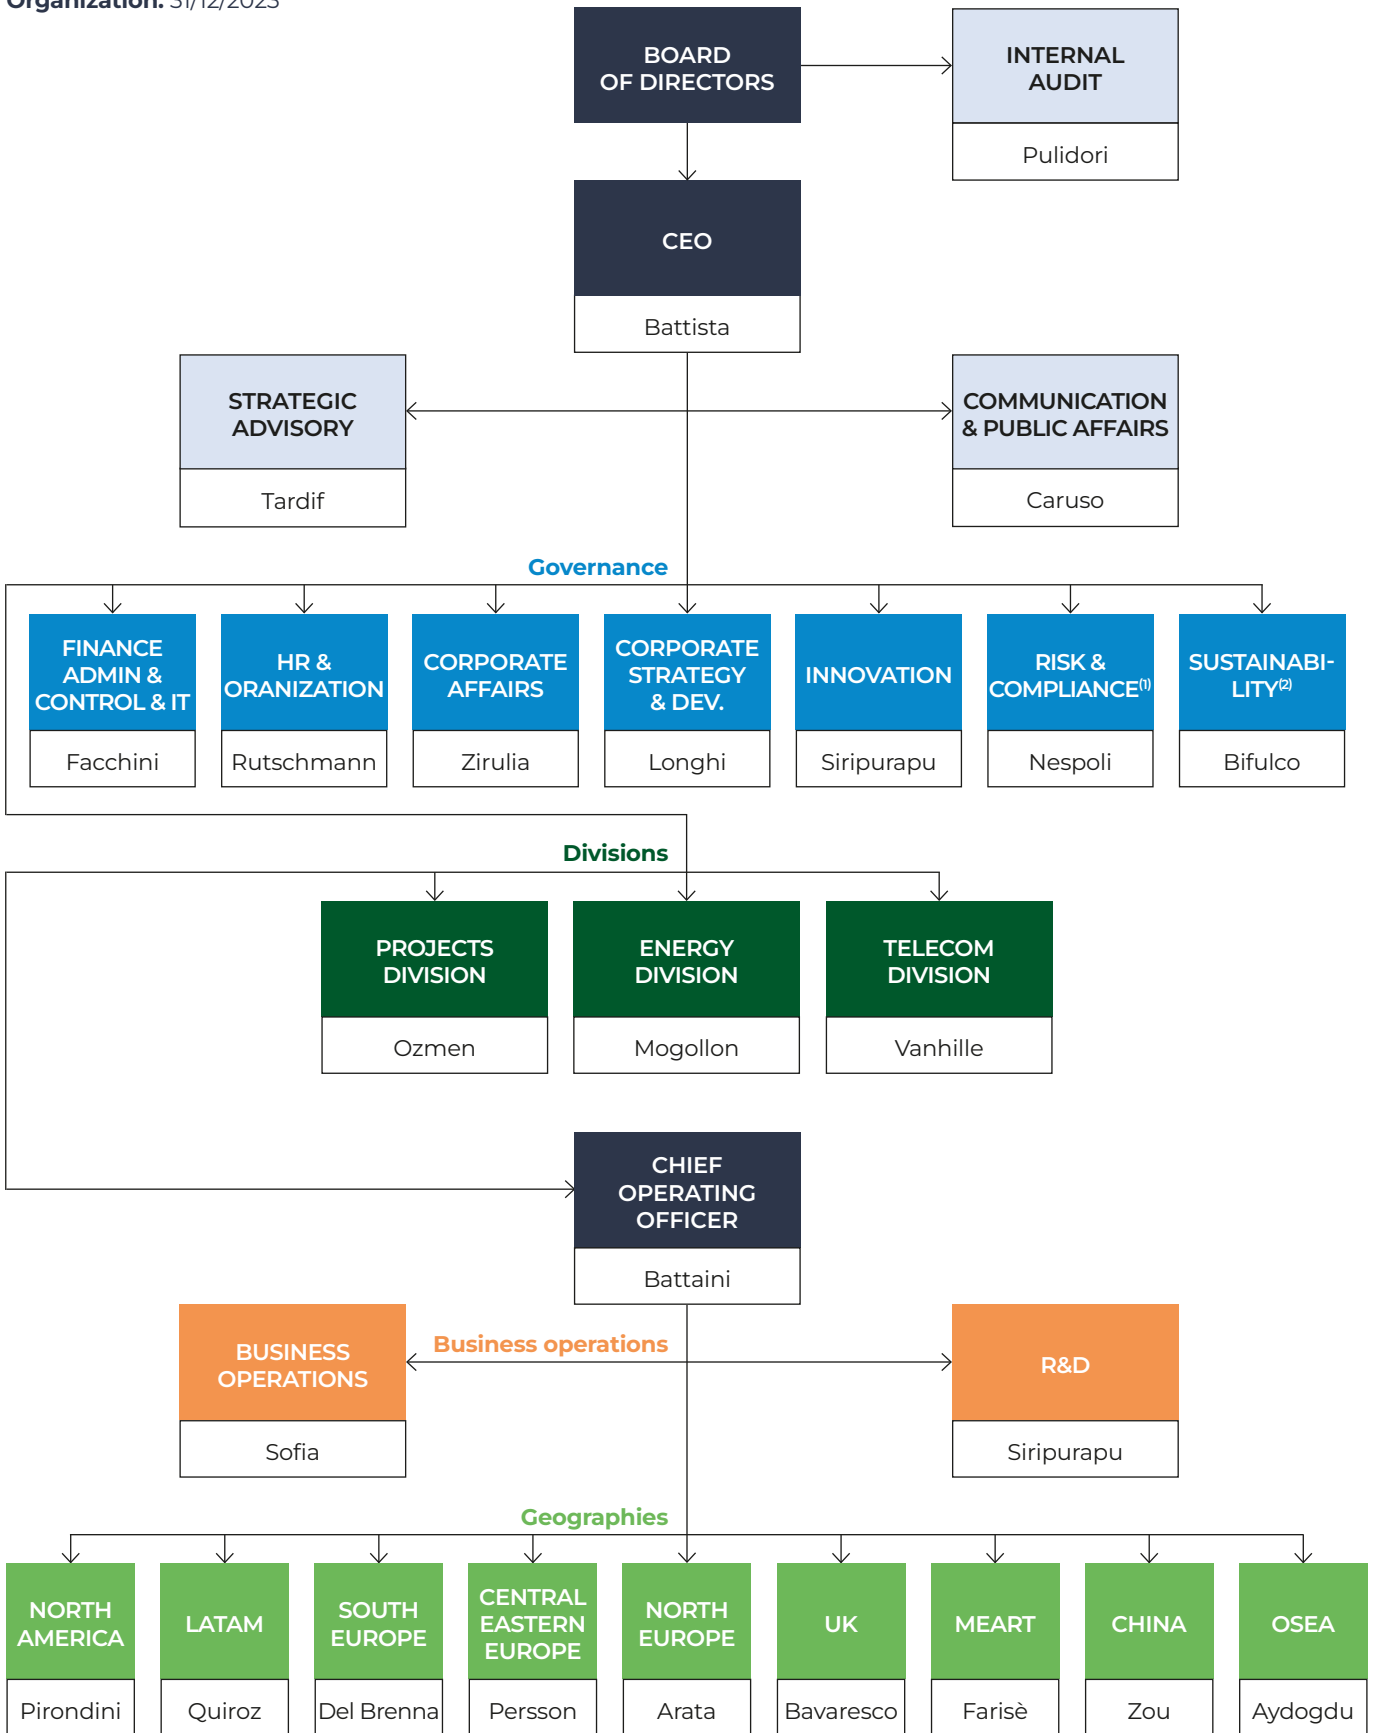 Organization: 31/12/2023
BOARD
OF DIRECTORS
INTERNAL
AUDIT
Pulidori
CEO
Battista
STRATEGIC
ADVISORY
Tardif
COMMUNICATION
& PUBLIC AFFAIRS
Caruso
Governance
FINANCE
ADMIN &
CONTROL & IT
Facchini
HR &
ORANIZATION
Rutschmann
CORPORATE
AFFAIRS
Zirulia
CORPORATE
STRATEGY
& DEV.
Longhi
INNOVATION
Siripurapu
RISK &
COMPLIANCE(1)
Nespoli
SUSTAINABI-
LITY(2)
Bifulco
Divisions
PROJECTS
DIVISION
Ozmen
ENERGY
DIVISION
Mogollon
TELECOM
DIVISION
Vanhille
CHIEF
OPERATING
OFFICER
Battaini
Business operations
BUSINESS
OPERATIONS
Sofia
R&D
Siripurapu
Geographies
NORTH
AMERICA
Pirondini
LATAM
Quiroz
SOUTH
EUROPE
Del Brenna
CENTRAL
EASTERN
EUROPE
Persson
NORTH
EUROPE
Arata
UK
Bavaresco
MEART
Farisè
CHINA
Zou
OSEA
Aydogdu